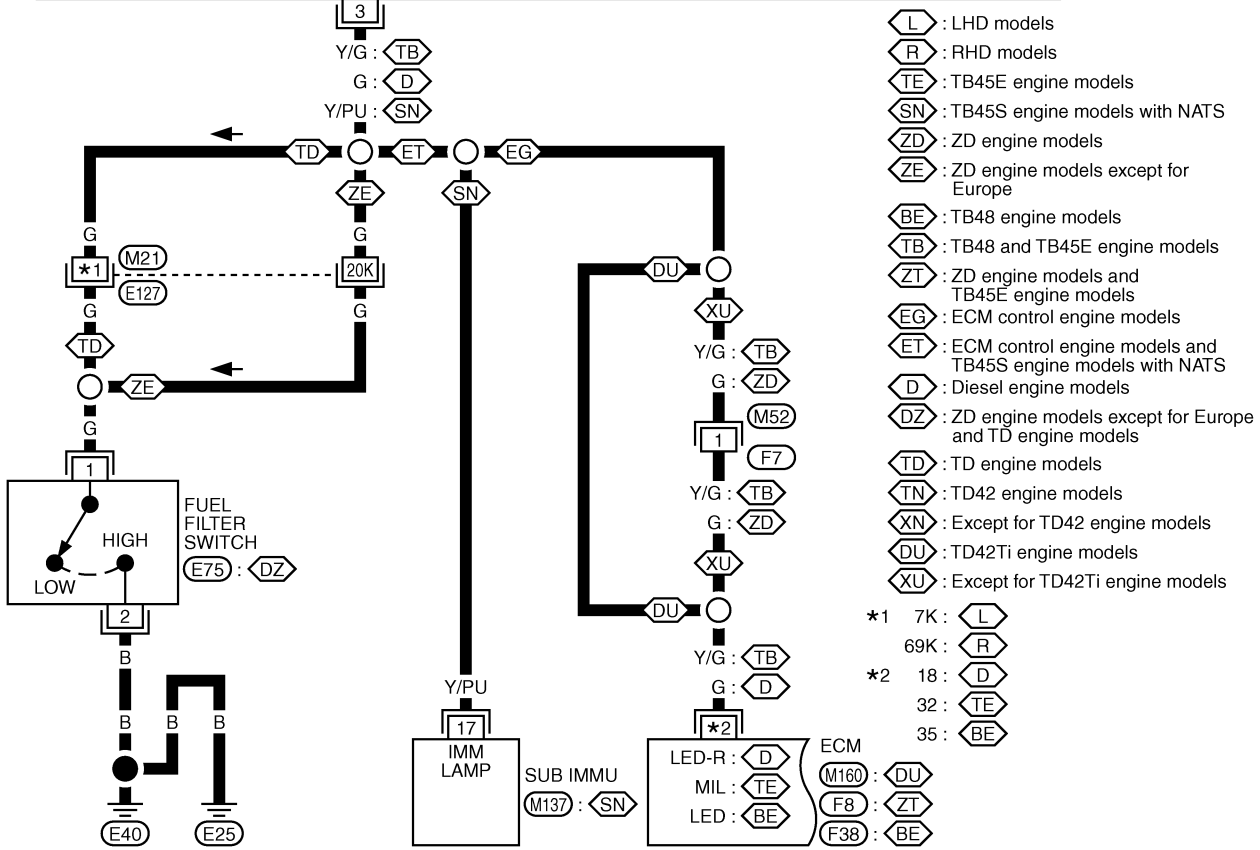 3
Y/G : TB
G : D
Y/PU : SN
TD ET EG
ZE SN
G G
*1 M21 20K
E127
G G
TD
ZE
G
1
FUEL
FILTER
SWITCH
E75 : DZ
HIGH
LOW
2
B
B B B
E40 E25
Y/PU
17
IMM
LAMP
SUB IMMU
M137 : SN
DU
XU
Y/G : TB
G : ZD
M52
1
F7
Y/G : TB
G : ZD
XU
DU
Y/G : TB
G : D
*2
LED-R : D
MIL : TE
LED : BE
ECM
M160 : DU
F8 : ZT
F38 : BE
L : LHD models
R : RHD models
TE : TB45E engine models
SN : TB45S engine models with NATS
ZD : ZD engine models
ZE : ZD engine models except for
Europe
BE : TB48 engine models
TB : TB48 and TB45E engine models
ZT : ZD engine models and
TB45E engine models
EG : ECM control engine models
ET : ECM control engine models and
TB45S engine models with NATS
D : Diesel engine models
DZ : ZD engine models except for Europe
and TD engine models
TD : TD engine models
TN : TD42 engine models
XN : Except for TD42 engine models
DU : TD42Ti engine models
XU : Except for TD42Ti engine models
*1 7K : L
69K : R
*2 18 : D
32 : TE
35 : BE